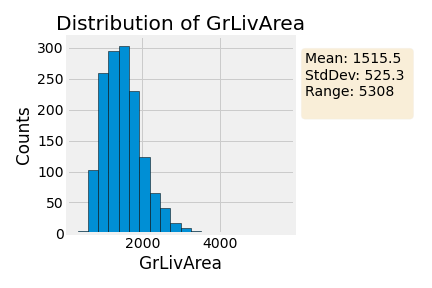 Distribution of GrLivArea
Mean: 1515.5
StdDev: 525.3
Range: 5308
300
250
200
150
100
50
0
Counts
2000 4000
GrLivArea